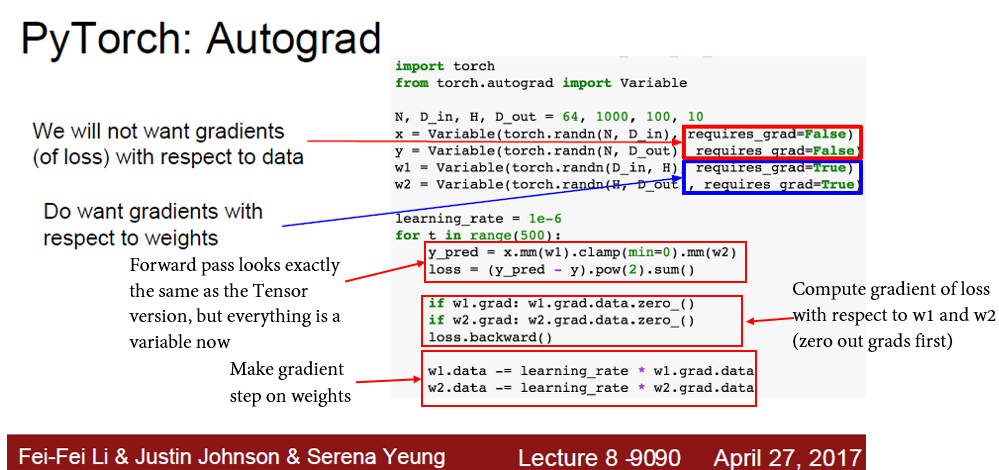 PyTorch: Autograd
import torch
from torch.autograd import Variable
N, D_in, H, D_out = 64, 1000, 100, 10
x = Variable(torch.randn(N, D_in), requires_grad=False)
y = Variable(torch.randn(N, D_out) requires_grad=False)
w1 = Variable(torch.randn(D_in, H) requires_grad=True)
w2 = Variable(torch.randn(H, D_out , requires_grad=True)
We will not want gradients
(of loss) with respect to data
Do want gradients with
respect to weights
learning_rate = 1e-6
for t in range(500):
y_pred = x.mm(w1).clamp(min=0).mm(w2)
loss = (y_pred - y).pow(2).sum()
Forward pass looks exactly
the same as the Tensor
version, but everything is a
variable now
if w1.grad: w1.grad.data.zero_()
if w2.grad: w2.grad.data.zero_()
loss.backward()
Compute gradient of loss
with respect to w1 and w2
(zero out grads first)
Make gradient
step on weights
w1.data -= learning_rate * w1.grad.data
w2.data -= learning_rate * w2.grad.data
Fei-Fei Li & Justin Johnson & Serena Yeung
Lecture 8 -9090
April 27, 2017